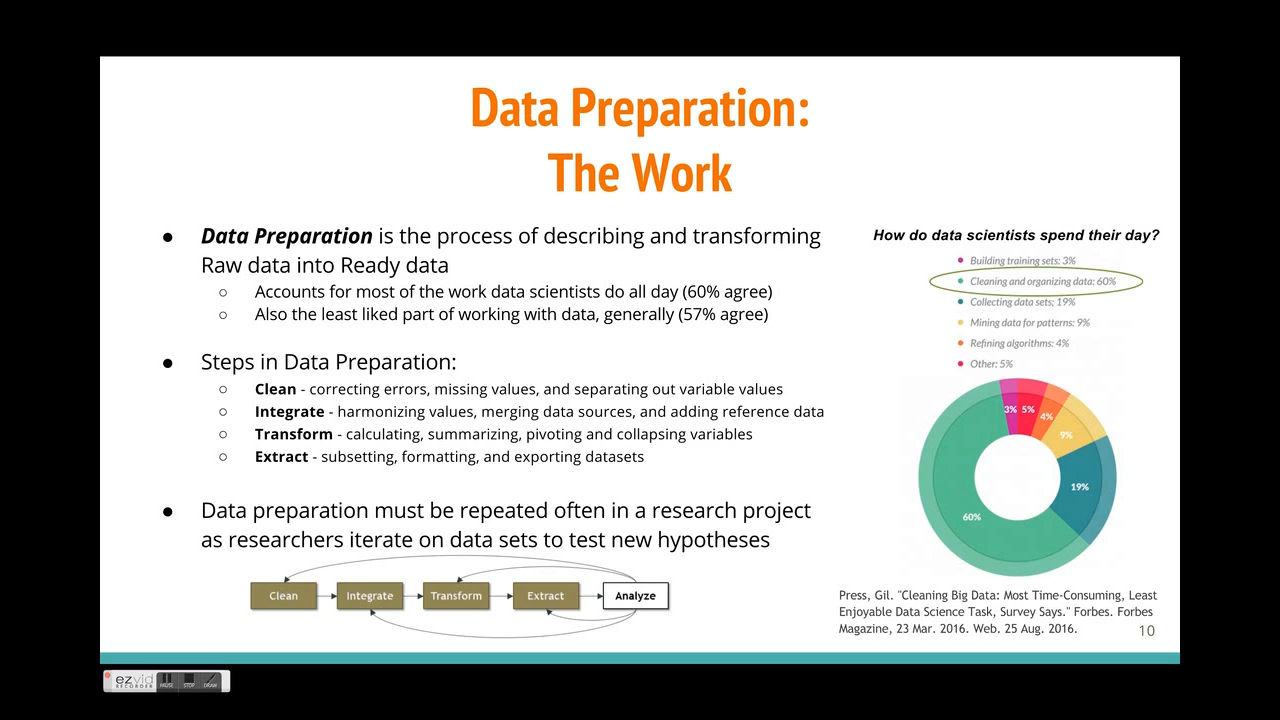 Data Preparation:
The Work
● Data Preparation is the process of describing and transforming
Raw data into Ready data
○ Accounts for most of the work data scientists do all day (60% agree)
○ Also the least liked part of working with data, generally (57% agree)
● Steps in Data Preparation:
○ Clean - correcting errors, missing values, and separating out variable values
○ Integrate - harmonizing values, merging data sources, and adding reference data
○ Transform - calculating, summarizing, pivoting and collapsing variables
○ Extract - subsetting, formatting, and exporting datasets
● Data preparation must be repeated often in a research project
as researchers iterate on data sets to test new hypotheses
Clean Integrate Transform Extract Analyze
How do data scientists spend their day?
Building training sets: 3%
Cleaning and organizing data: 60%
Collecting data sets; 19%
Mining data for patterns: 9%
Refining algorithms: 4%
Other: 5%
3% 5% 4%
9%
19%
60%
Press, Gil. "Cleaning Big Data: Most Time-Consuming, Least
Enjoyable Data Science Task, Survey Says." Forbes. Forbes
Magazine, 23 Mar. 2016. Web. 25 Aug. 2016.
10
ezvid
RECORDER
PAUSE STOP DRAW